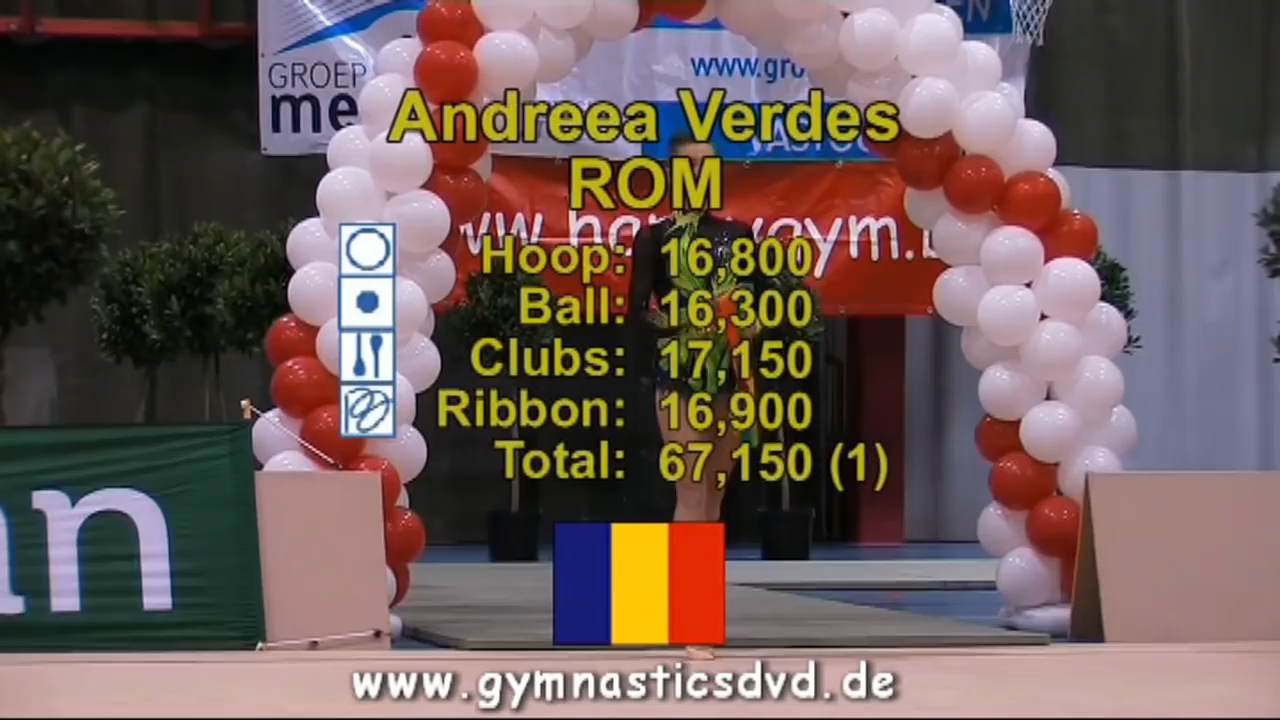 GROEP
me
www.gro
Andreea Verdes
ROM
Hoop: 16,800
Ball: 16,300
Clubs: 17,150
Ribbon: 16,900
Total: 67,150 (1)
an
www.gymnasticsdvd.de